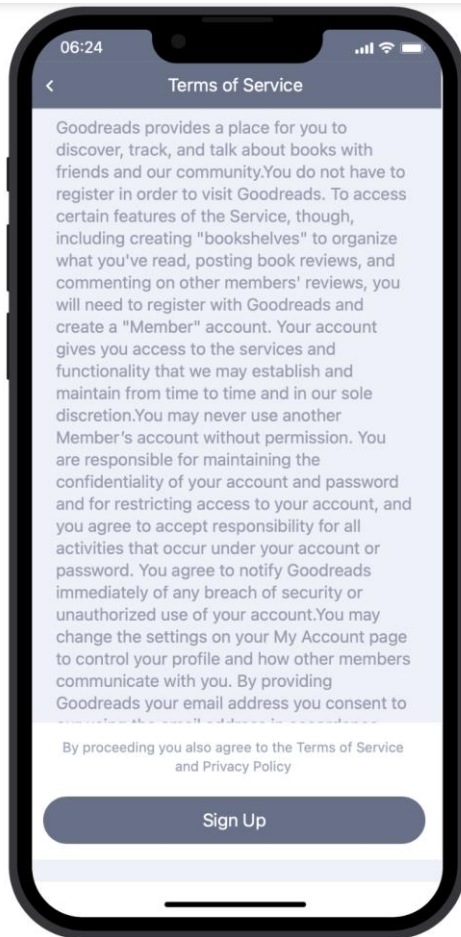 06:24
Terms of Service
Goodreads provides a place for you to
discover, track, and talk about books with
friends and our community.You do not have to
register in order to visit Goodreads. To access
certain features of the Service, though,
including creating "bookshelves" to organize
what you've read, posting book reviews, and
commenting on other members' reviews, you
will need to register with Goodreads and
create a "Member" account. Your account
gives you access to the services and
functionality that we may establish and
maintain from time to time and in our sole
discretion.You may never use another
Member's account without permission. You
are responsible for maintaining the
confidentiality of your account and password
and for restricting access to your account, and
you agree to accept responsibility for all
activities that occur under your account or
password. You agree to notify Goodreads
immediately of any breach of security or
unauthorized use of your account.You may
change the settings on your My Account page
to control your profile and how other members
communicate with you. By providing
Goodreads your email address you consent to
By proceeding you also agree to the Terms of Service
and Privacy Policy
Sign Up